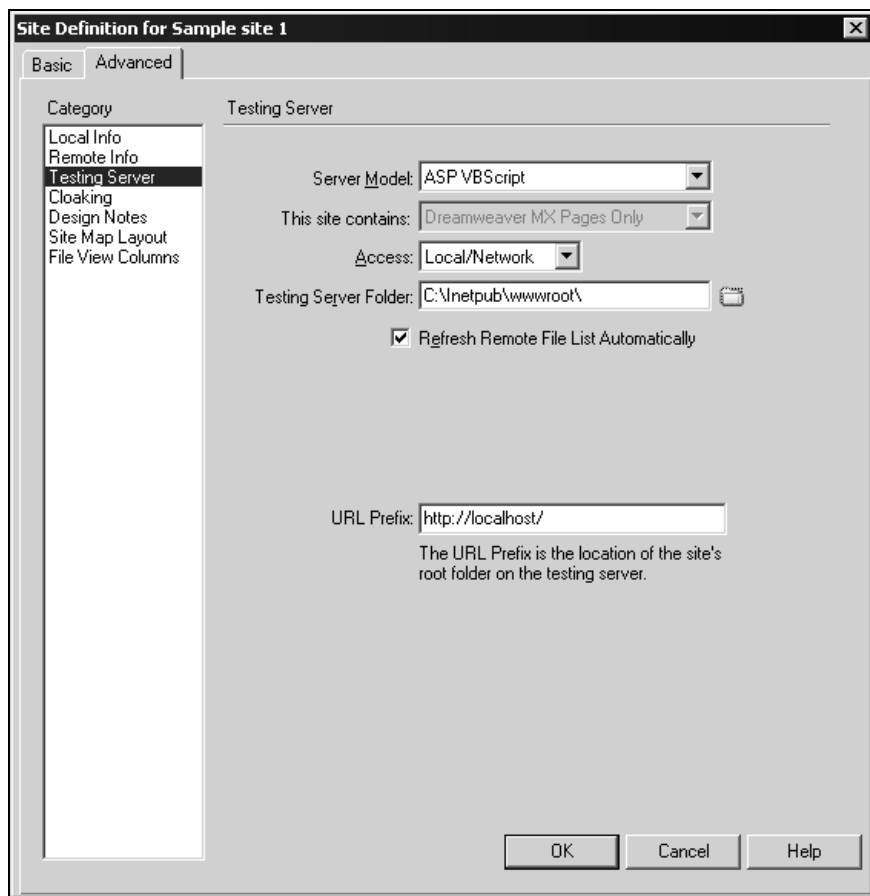 Site Definition for Sample site 1
Basic
Advanced
Category
Local Info
Remote Info
Testing Server
Cloaking
Design Notes
Site Map Layout
File View Columns
Testing Server
Server Model: ASP VBScript
This site contains: Dreamweaver MX Pages Only
Access: Local/Network
Testing Server Folder: C:\Inetpub\wwwroot\
Refresh Remote File List Automatically
URL Prefix: http://localhost/
The URL Prefix is the location of the site's
root folder on the testing server.
OK
Cancel
Help